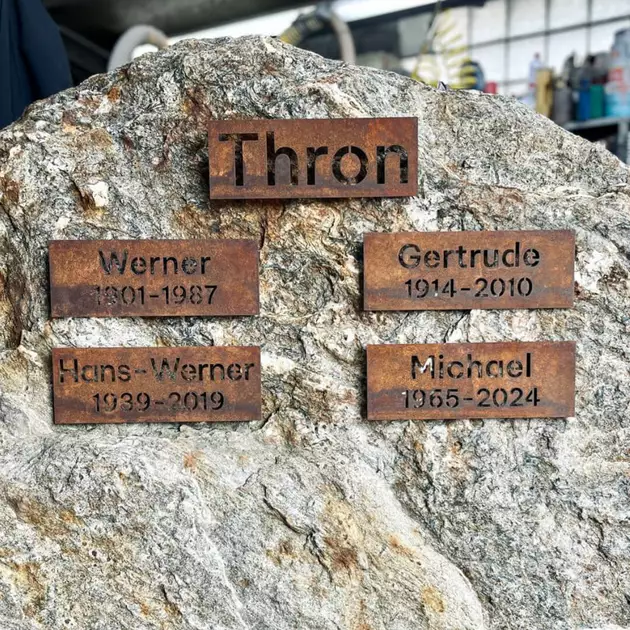 Thron
Werner
1901-1987
Gertrude
1914-2010
Hans-Werner
1939-2019
Michael
1965-2024